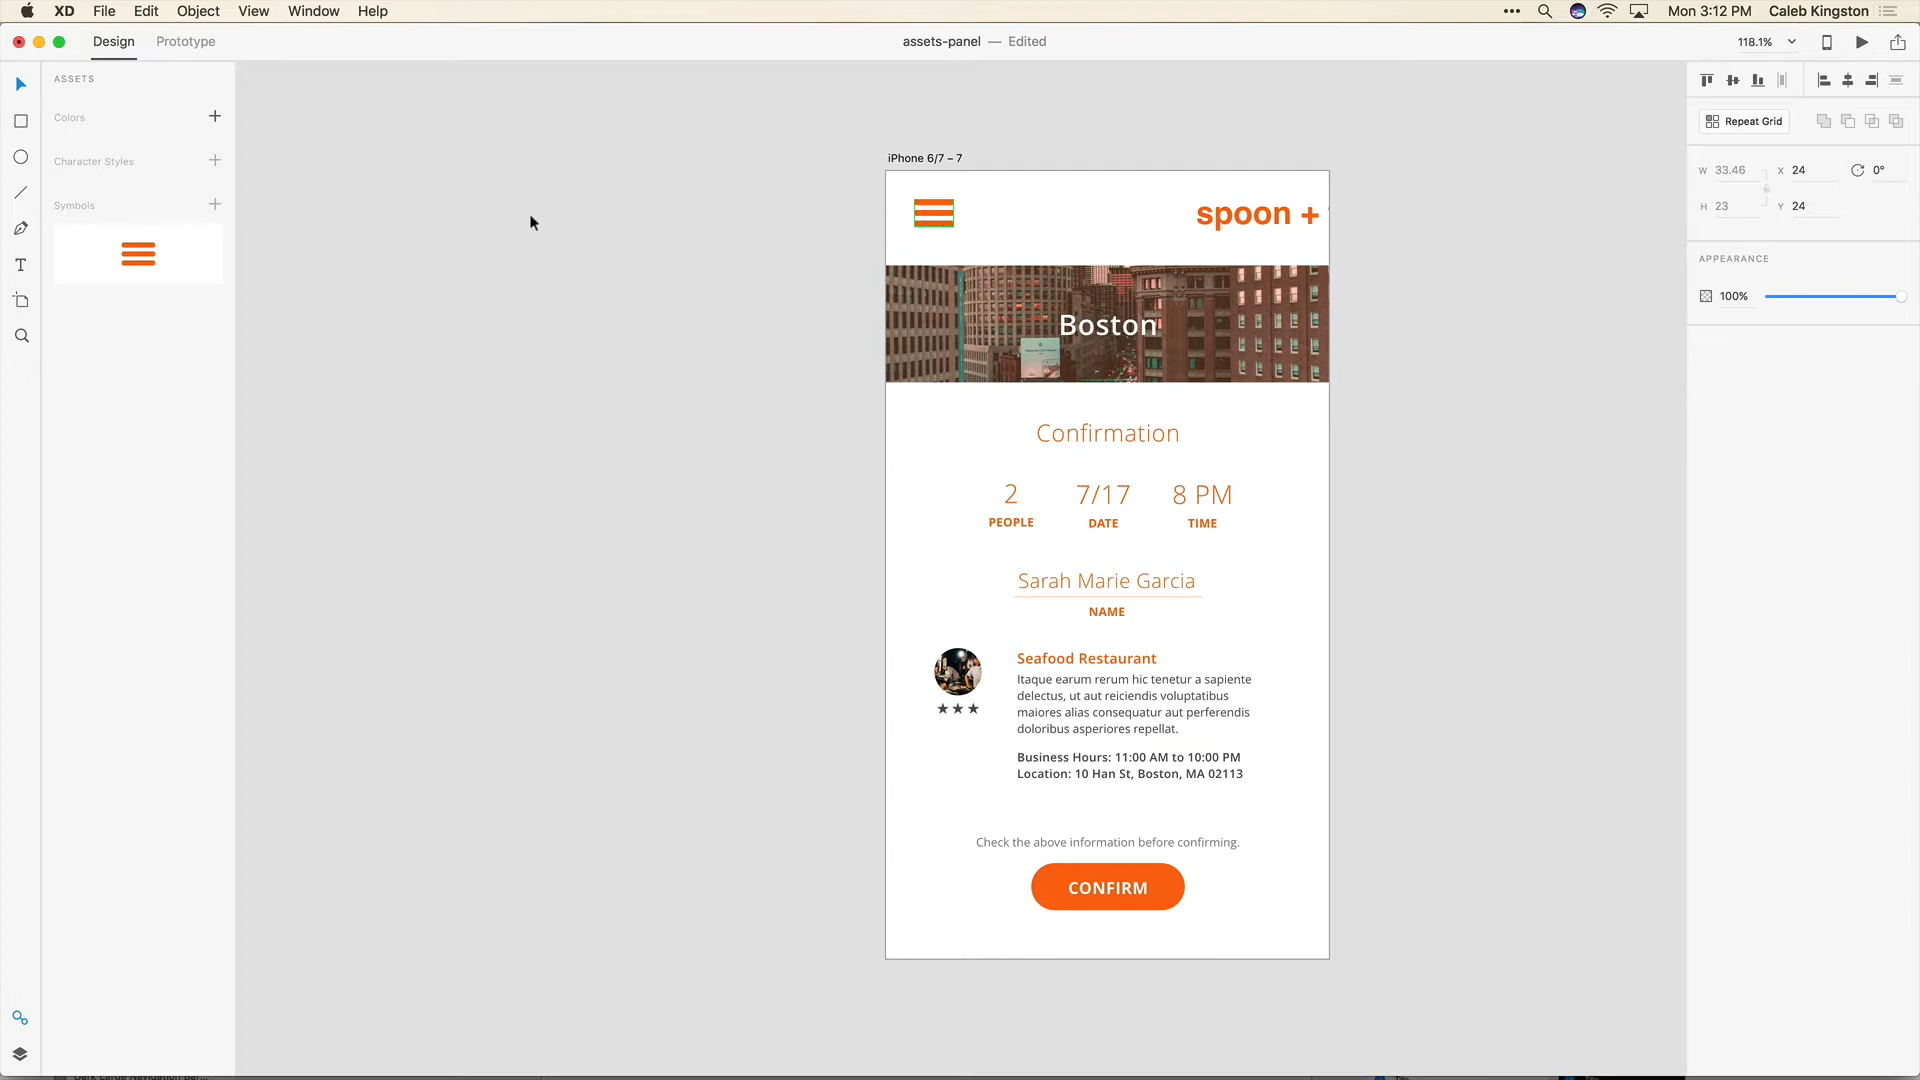 XD File Edit Object View Window Help
Mon 3:12 PM Caleb Kingston
Design Prototype
assets-panel — Edited
118.1%
ASSETS
Colors
Character Styles
Symbols
iPhone 6/7 – 7
spoon +
Boston
Confirmation
2 7/17 8 PM
PEOPLE DATE TIME
Sarah Marie Garcia
NAME
Seafood Restaurant
Itaque earum rerum hic tenetur a sapiente
delectus, ut aut reiciendis voluptatibus
maiores alias consequatur aut perferendis
doloribus asperiores repellat.
Business Hours: 11:00 AM to 10:00 PM
Location: 10 Han St, Boston, MA 02113
Check the above information before confirming.
CONFIRM
Repeat Grid
W 33.46 X 24 0°
H 23 Y 24
APPEARANCE
100%